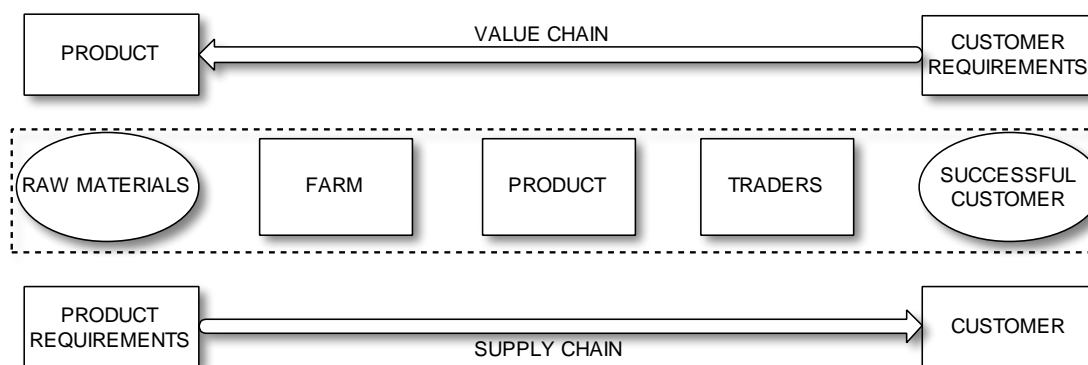 PRODUCT
VALUE CHAIN
CUSTOMER
REQUIREMENTS
RAW MATERIALS
FARM
PRODUCT
TRADERS
SUCCESSFUL
CUSTOMER
PRODUCT
REQUIREMENTS
SUPPLY CHAIN
CUSTOMER